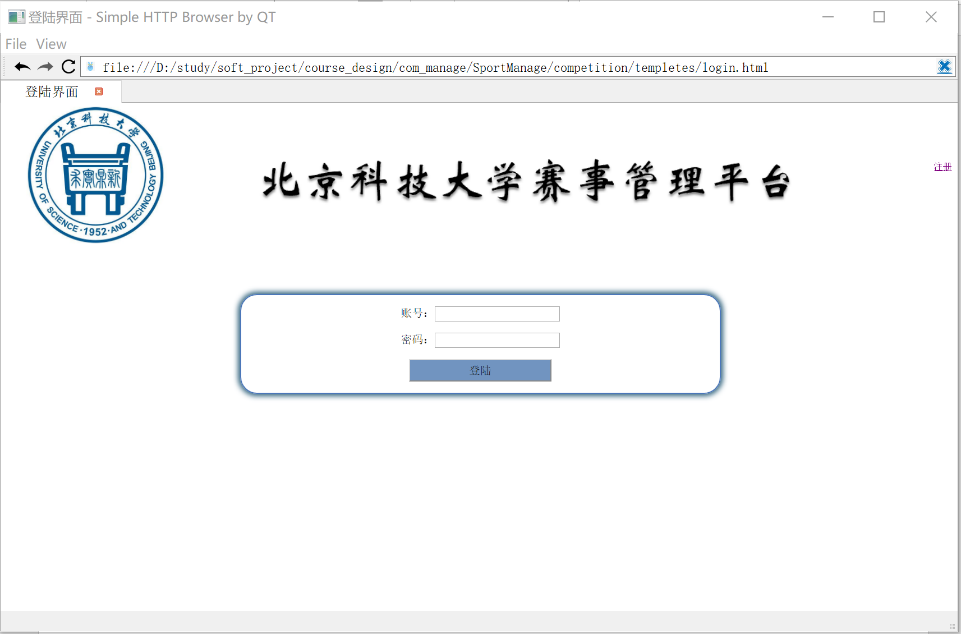 登陆界面 - Simple HTTP Browser by QT
File View
file:///D:/study/soft_project/course_design/com_manage/SportManage/competition/templetes/login.html
登陆界面
北京科技大学
UNIVERSITY OF SCIENCE AND TECHNOLOGY BEIJING
·1952·
北京科技大学赛事管理平台
注册
账号：
密码：
登陆